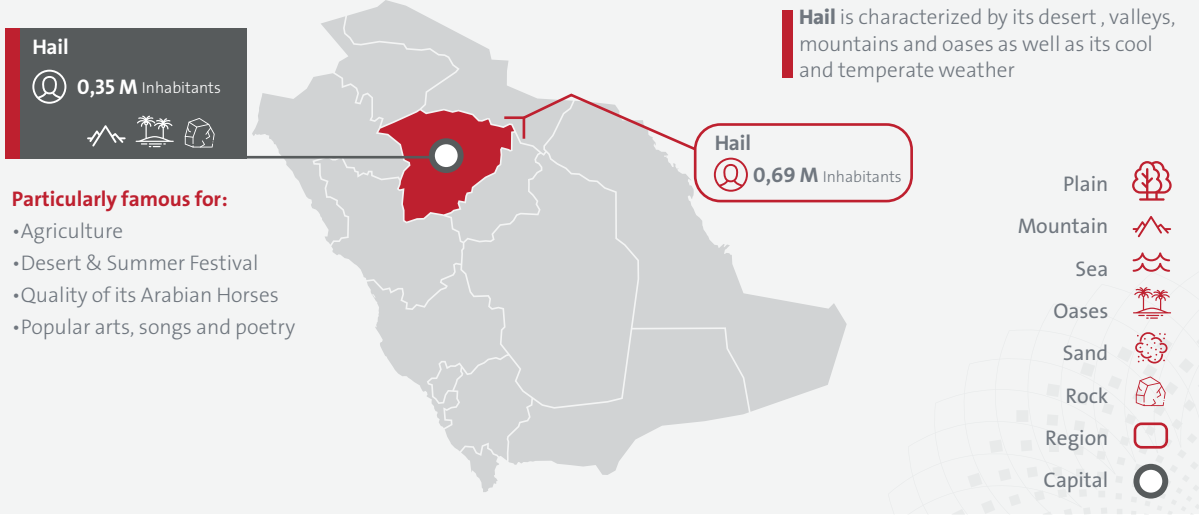 Hail
0,35 M Inhabitants
Particularly famous for:
•Agriculture
•Desert & Summer Festival
•Quality of its Arabian Horses
•Popular arts, songs and poetry
Hail is characterized by its desert , valleys,
mountains and oases as well as its cool
and temperate weather
Hail
0,69 M Inhabitants
Plain
Mountain
Sea
Oases
Sand
Rock
Region
Capital